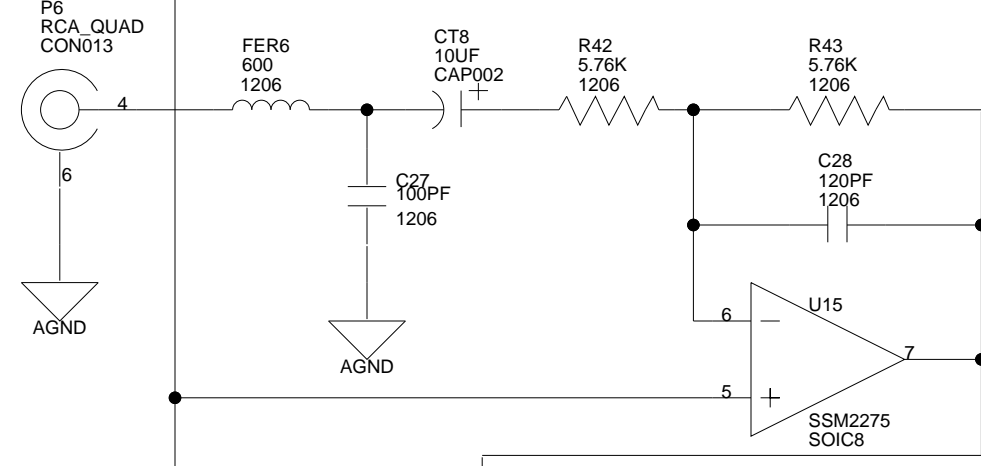 P6
RCA_QUAD
CON013
4
6
AGND
FER6
600
1206
CT8
10UF
CAP002
+
C27
100PF
1206
AGND
R42
5.76K
1206
R43
5.76K
1206
C28
120PF
1206
U15
6
−
7
5
+
SSM2275
SOIC8